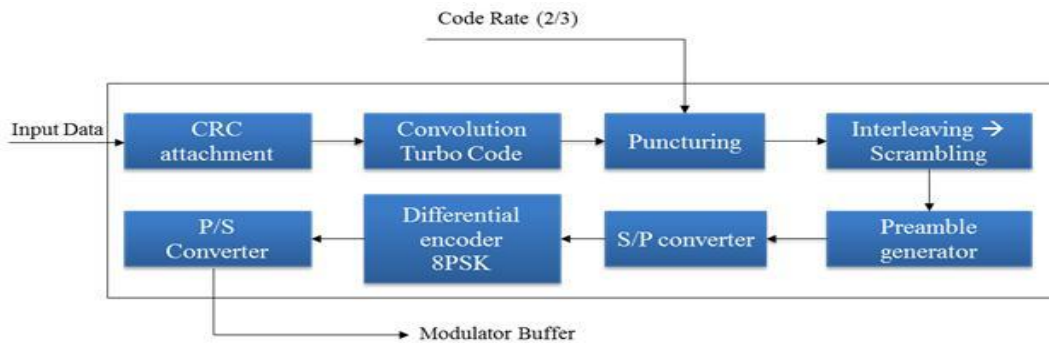 Code Rate (2/3)
Input Data
CRC
attachment
Convolution
Turbo Code
Puncturing
Interleaving →
Scrambling
P/S
Converter
Differential
encoder
8PSK
S/P converter
Preamble
generator
Modulator Buffer